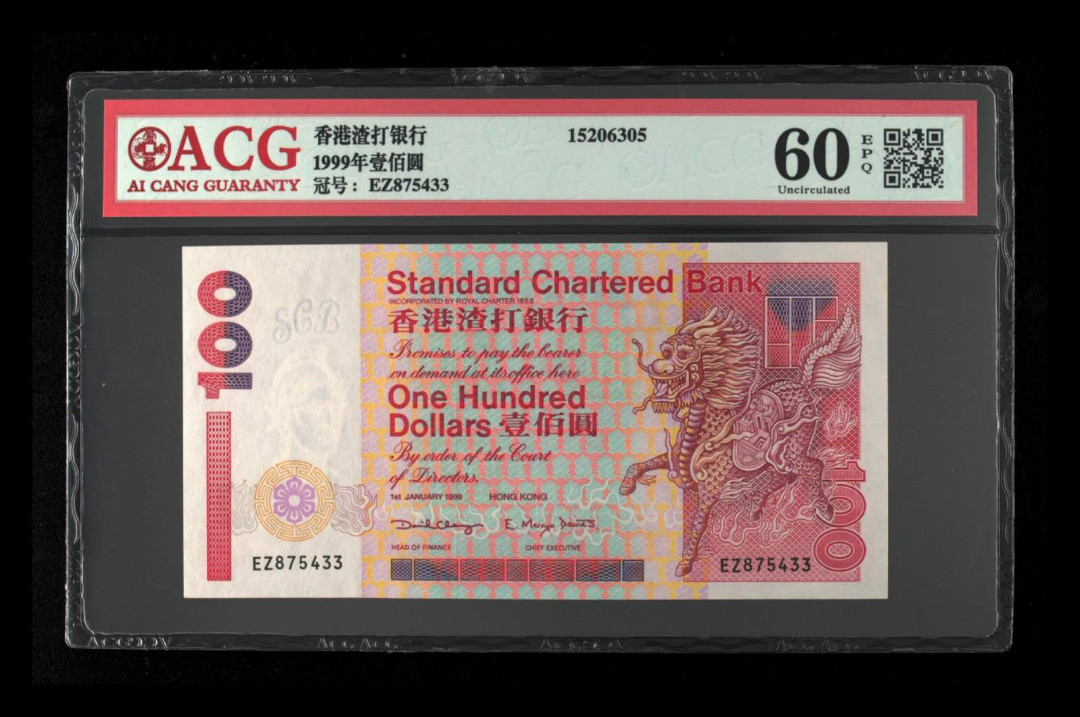 ACG
AI CANG GUARANTY
香港渣打银行
1999年壹佰圆
冠号：EZ875433
15206305
60
Uncirculated
EPQ
100
Standard Chartered Bank
INCORPORATED BY ROYAL CHARTER 1853
香港渣打銀行
Promises to pay the bearer
on demand at its office here
One Hundred
Dollars 壹佰圓
By order of the Court
of Directors.
1st JANUARY 1999 HONG KONG
HEAD OF FINANCE CHIEF EXECUTIVE
EZ875433
EZ875433
100
SCB